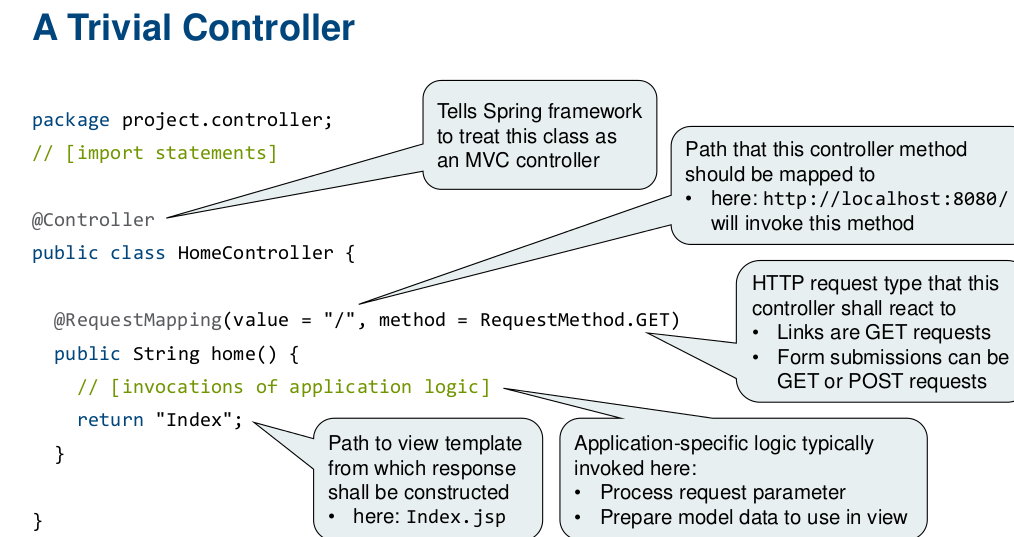 A Trivial Controller
package project.controller;
// [import statements]
@Controller
public class HomeController {
@RequestMapping(value = "/", method = RequestMethod.GET)
public String home() {
// [invocations of application logic]
return "Index";
}
}
Tells Spring framework
to treat this class as
an MVC controller
Path that this controller method
should be mapped to
• here: http://localhost:8080/
will invoke this method
HTTP request type that this
controller shall react to
• Links are GET requests
• Form submissions can be
GET or POST requests
Path to view template
from which response
shall be constructed
• here: Index.jsp
Application-specific logic typically
invoked here:
• Process request parameter
• Prepare model data to use in view